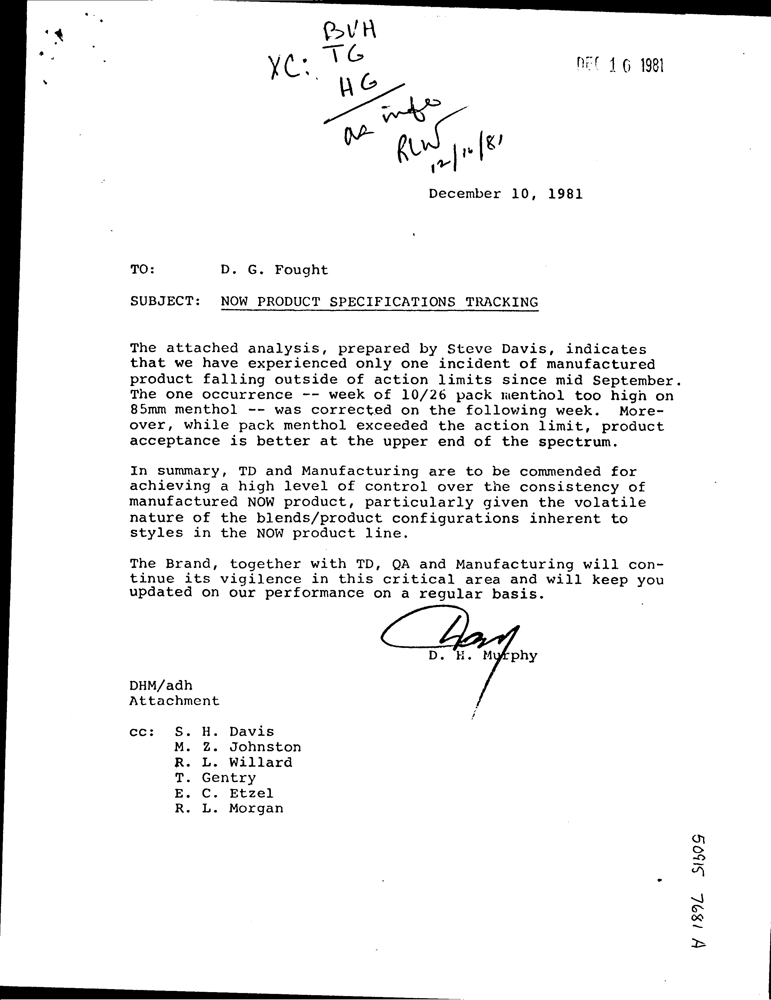 BVH
XC: TG
HG
as info
RLW
12/16/81
DEC 16 1981
December 10, 1981
TO: D. G. Fought
SUBJECT: NOW PRODUCT SPECIFICATIONS TRACKING
The attached analysis, prepared by Steve Davis, indicates
that we have experienced only one incident of manufactured
product falling outside of action limits since mid September.
The one occurrence -- week of 10/26 pack menthol too high on
85mm menthol -- was corrected on the following week. More-
over, while pack menthol exceeded the action limit, product
acceptance is better at the upper end of the spectrum.
In summary, TD and Manufacturing are to be commended for
achieving a high level of control over the consistency of
manufactured NOW product, particularly given the volatile
nature of the blends/product configurations inherent to
styles in the NOW product line.
The Brand, together with TD, QA and Manufacturing will con-
tinue its vigilence in this critical area and will keep you
updated on our performance on a regular basis.
D. H. Murphy
DHM/adh
Attachment
cc: S. H. Davis
M. Z. Johnston
R. L. Willard
T. Gentry
E. C. Etzel
R. L. Morgan
50915 7681 A